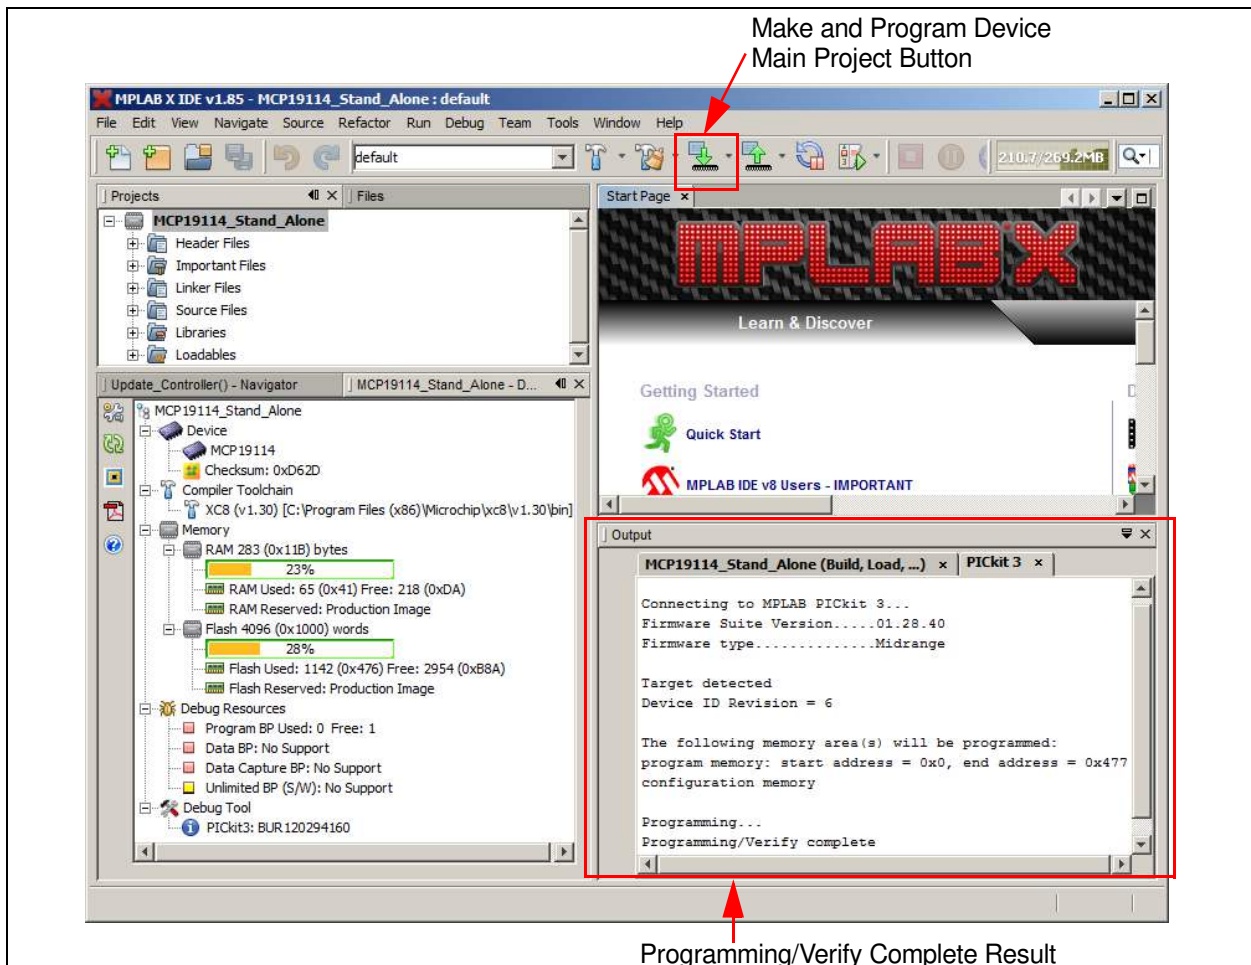 Make and Program Device
Main Project Button
MPLAB X IDE v1.85 - MCP19114_Stand_Alone : default
File Edit View Navigate Source Refactor Run Debug Team Tools Window Help
default
210.7/269.2MB
Projects
Files
Start Page
MCP19114_Stand_Alone
Header Files
Important Files
Linker Files
Source Files
Libraries
Loadables
MPLAB X
Learn & Discover
Getting Started
Quick Start
MPLAB IDE v8 Users - IMPORTANT
Update_Controller() - Navigator
MCP19114_Stand_Alone - D...
MCP19114_Stand_Alone
Device
MCP19114
Checksum: 0xD62D
Compiler Toolchain
XC8 (v1.30) [C:\Program Files (x86)\Microchip\xc8\v1.30\bin]
Memory
RAM 283 (0x11B) bytes
23%
RAM Used: 65 (0x41) Free: 218 (0xDA)
RAM Reserved: Production Image
Flash 4096 (0x1000) words
28%
Flash Used: 1142 (0x476) Free: 2954 (0xB8A)
Flash Reserved: Production Image
Debug Resources
Program BP Used: 0 Free: 1
Data BP: No Support
Data Capture BP: No Support
Unlimited BP (S/W): No Support
Debug Tool
PICkit3: BUR120294160
Output
MCP19114_Stand_Alone (Build, Load, ...)
PICkit 3
Connecting to MPLAB PICkit 3...
Firmware Suite Version.....01.28.40
Firmware type..............Midrange
Target detected
Device ID Revision = 6
The following memory area(s) will be programmed:
program memory: start address = 0x0, end address = 0x477
configuration memory
Programming...
Programming/Verify complete
Programming/Verify Complete Result